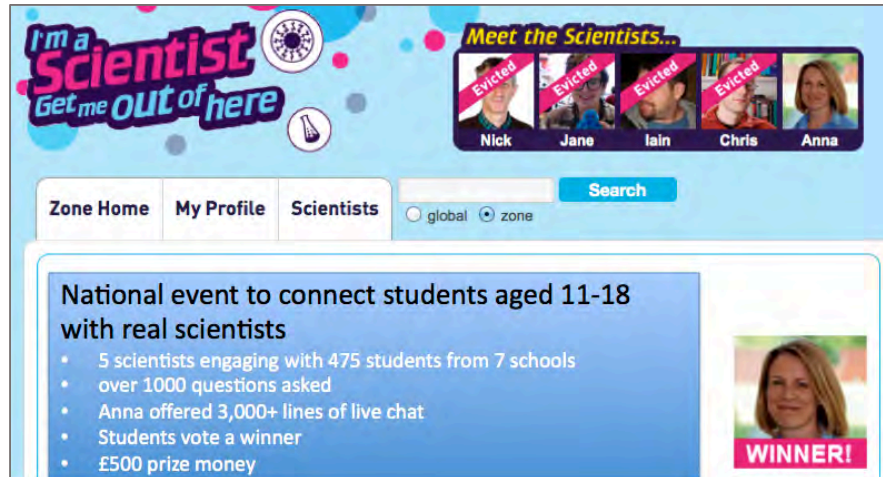 I'm a
Scientist
Get me out of here
Meet the Scientists...
Evicted Evicted Evicted Evicted
Nick Jane Iain Chris Anna
Zone Home My Profile Scientists
Search
global zone
National event to connect students aged 11-18
with real scientists
• 5 scientists engaging with 475 students from 7 schools
• over 1000 questions asked
• Anna offered 3,000+ lines of live chat
• Students vote a winner
• £500 prize money
WINNER!